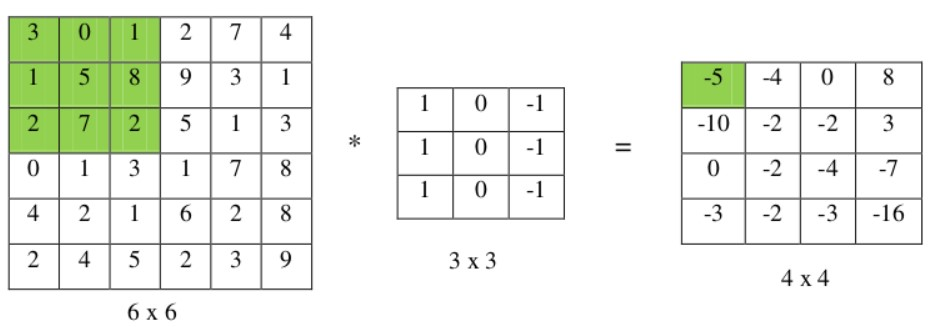 3 0 1 2 7 4
1 5 8 9 3 1
2 7 2 5 1 3
0 1 3 1 7 8
4 2 1 6 2 8
2 4 5 2 3 9
6 x 6
*
1 0 -1
1 0 -1
1 0 -1
3 x 3
=
-5 -4 0 8
-10 -2 -2 3
0 -2 -4 -7
-3 -2 -3 -16
4 x 4